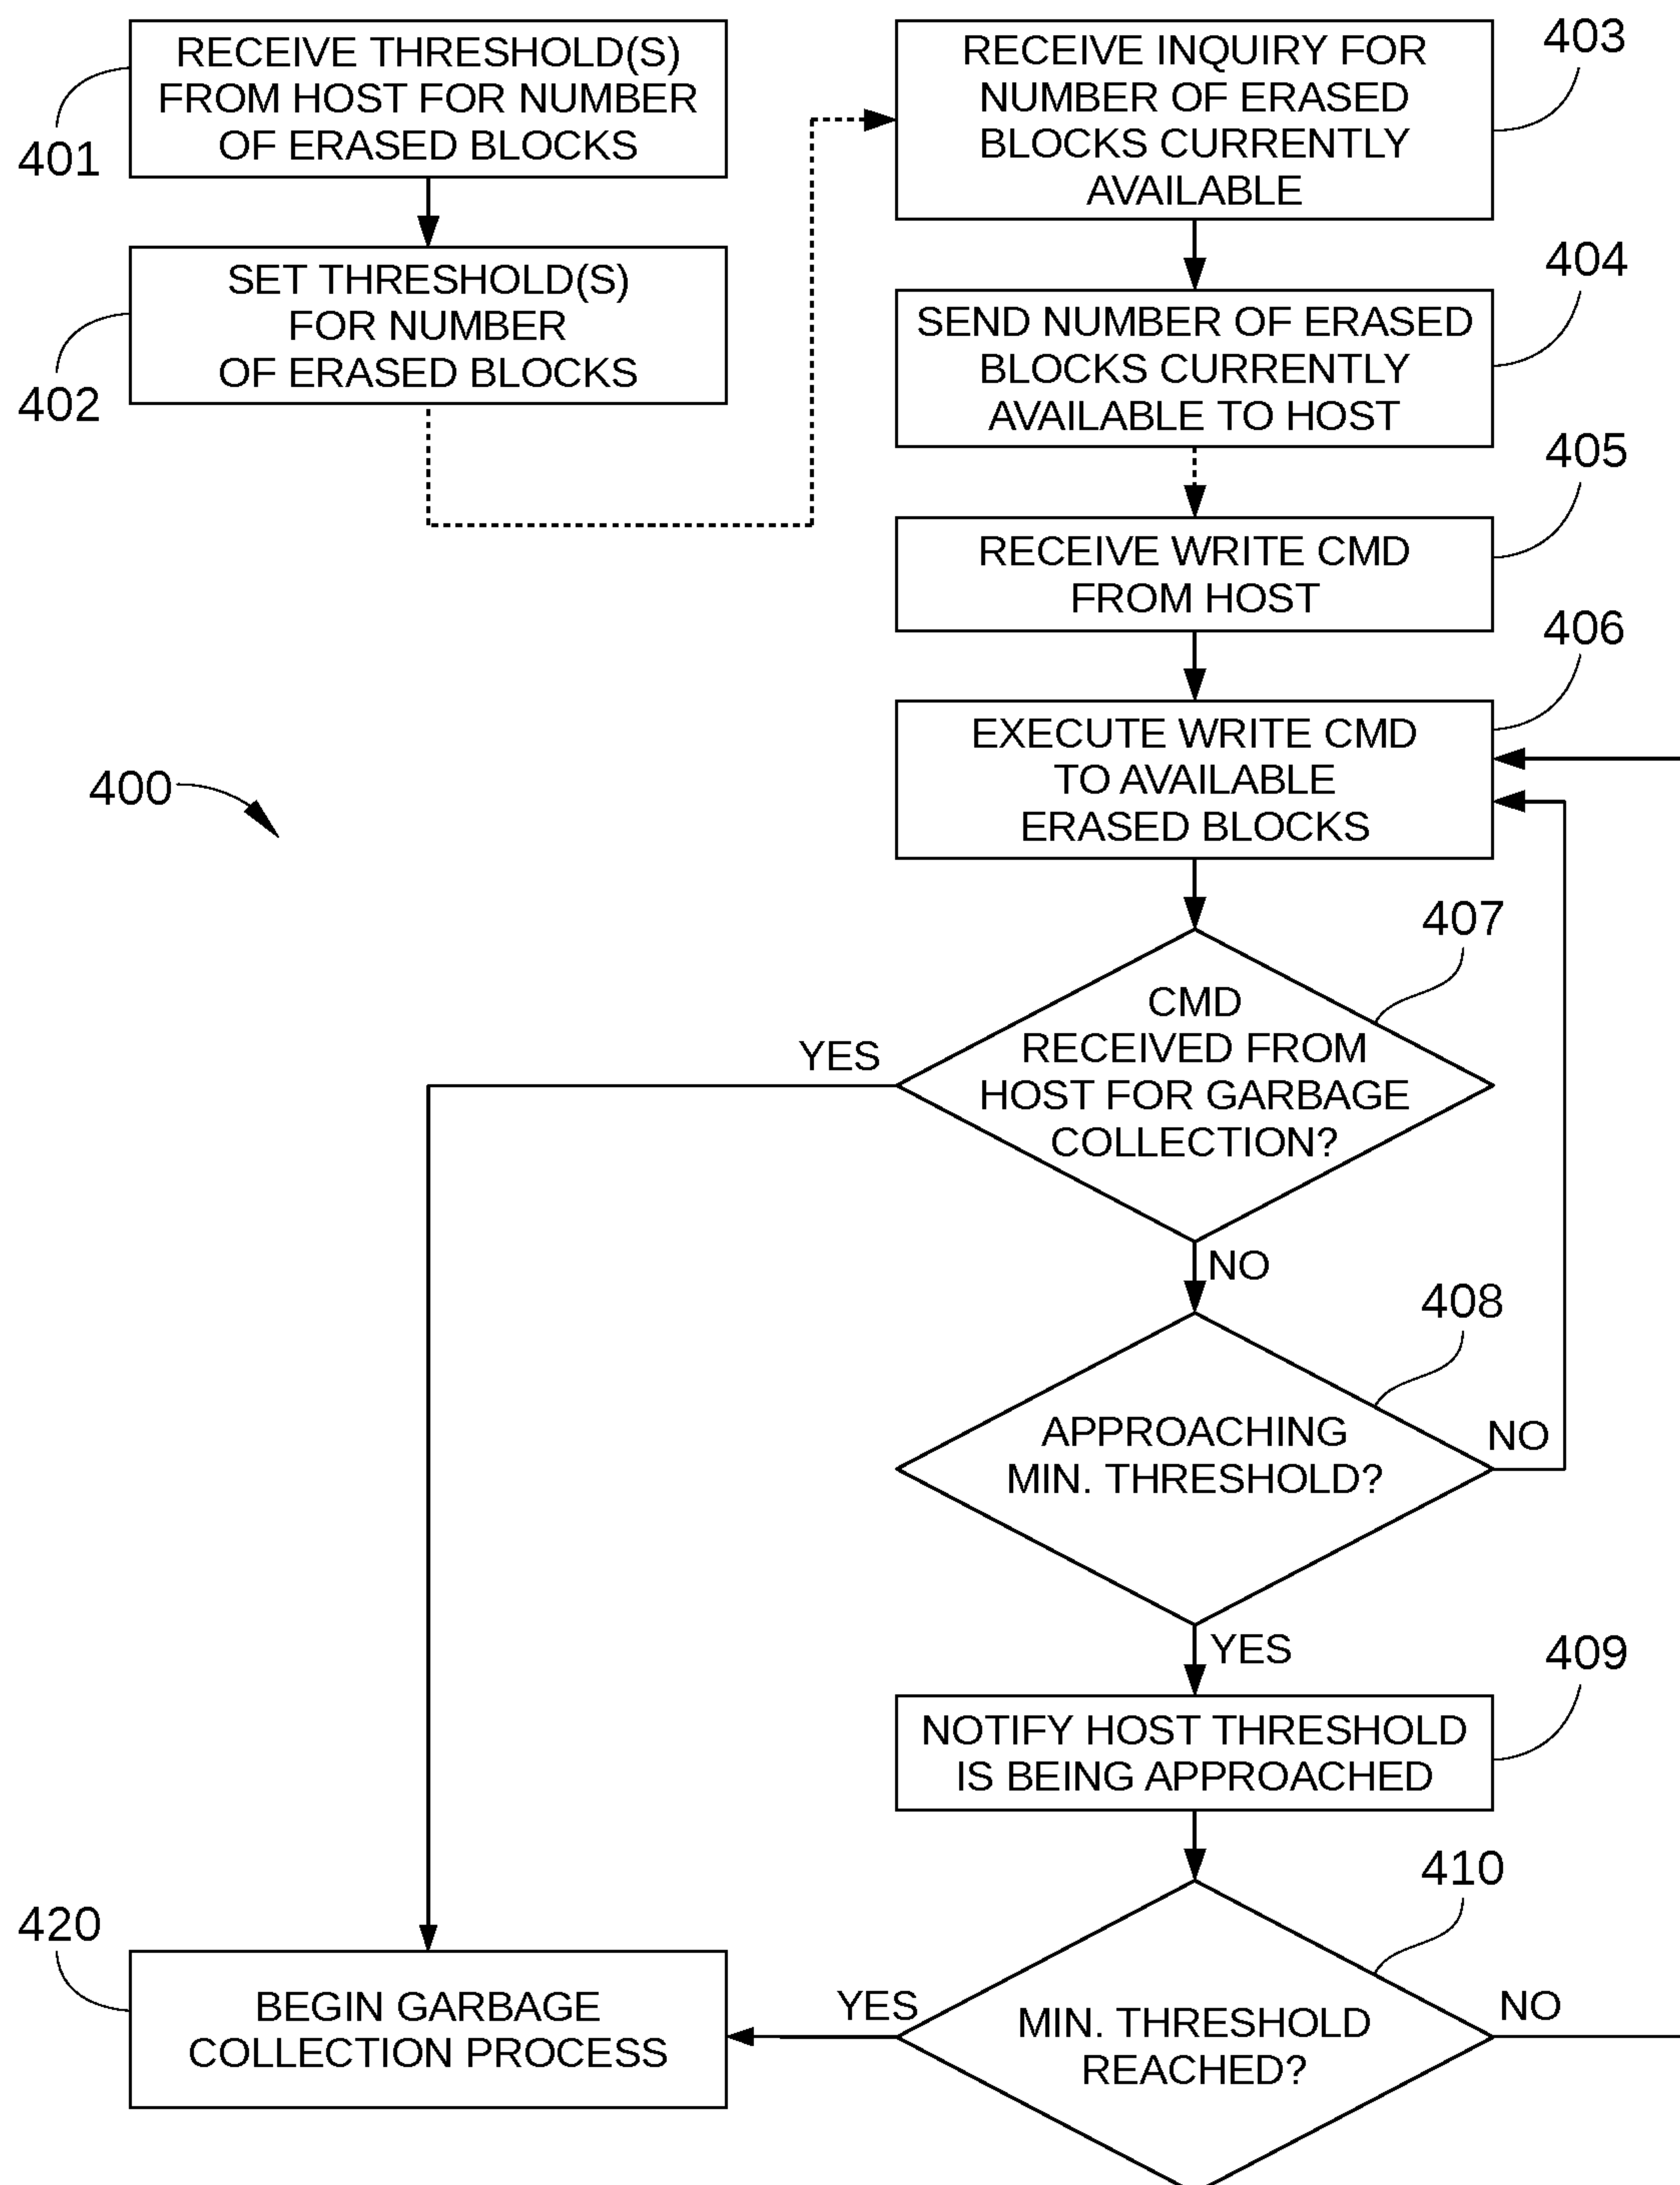 RECEIVE THRESHOLD(S)
FROM HOST FOR NUMBER
OF ERASED BLOCKS
401
SET THRESHOLD(S)
FOR NUMBER
OF ERASED BLOCKS
402
RECEIVE INQUIRY FOR
NUMBER OF ERASED
BLOCKS CURRENTLY
AVAILABLE
403
SEND NUMBER OF ERASED
BLOCKS CURRENTLY
AVAILABLE TO HOST
404
RECEIVE WRITE CMD
FROM HOST
405
EXECUTE WRITE CMD
TO AVAILABLE
ERASED BLOCKS
406
400
CMD
RECEIVED FROM
HOST FOR GARBAGE
COLLECTION?
407
YES
NO
APPROACHING
MIN. THRESHOLD?
408
NO
YES
NOTIFY HOST THRESHOLD
IS BEING APPROACHED
409
MIN. THRESHOLD
REACHED?
410
YES
NO
BEGIN GARBAGE
COLLECTION PROCESS
420